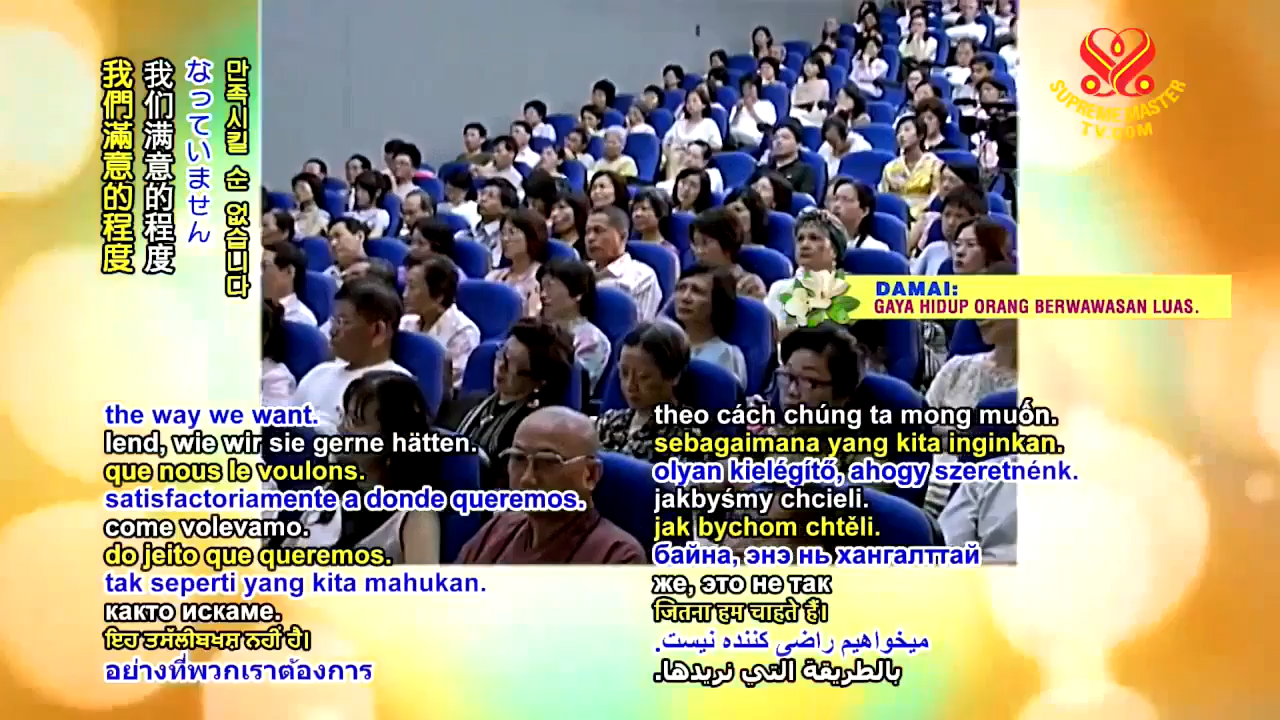 我們滿意的程度
我们满意的程度
なっていません
만족시킬 순 없습니다
SUPREME MASTER
TV.COM
DAMAI:
GAYA HIDUP ORANG BERWAWASAN LUAS.
the way we want.
lend, wie wir sie gerne hätten.
que nous le voulons.
satisfactoriamente a donde queremos.
come volevamo.
do jeito que queremos.
tak seperti yang kita mahukan.
както искаме.
ਇਹ ਤਸੱਲੀਬਖਸ਼ ਨਹੀਂ ਹੈ।
อย่างที่พวกเราต้องการ
theo cách chúng ta mong muốn.
sebagaimana yang kita inginkan.
olyan kielégítő, ahogy szeretnénk.
jakbyśmy chcieli.
jak bychom chtěli.
байна, энэ нь хангалттай
же, это не так
जितना हम चाहते हैं।
میخواهیم راضی کننده نیست.
بالطريقة التي نريدها.